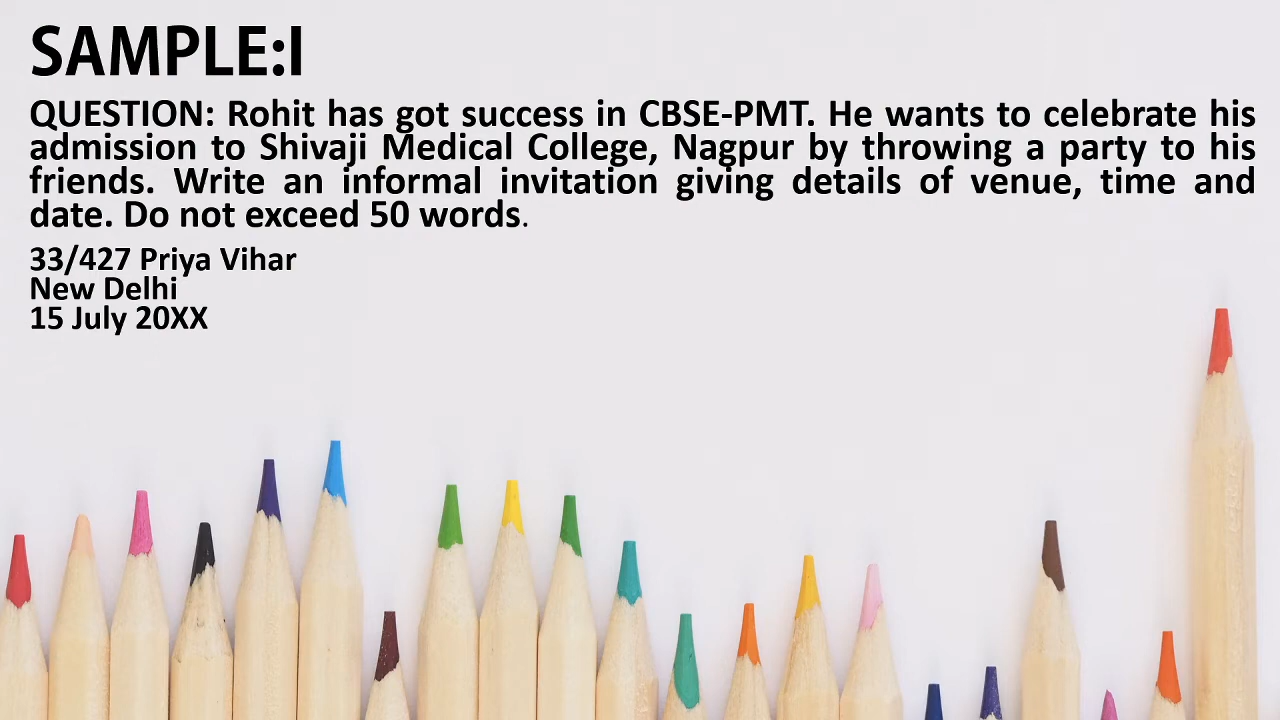 SAMPLE:I
QUESTION: Rohit has got success in CBSE-PMT. He wants to celebrate his
admission to Shivaji Medical College, Nagpur by throwing a party to his
friends. Write an informal invitation giving details of venue, time and
date. Do not exceed 50 words.
33/427 Priya Vihar
New Delhi
15 July 20XX